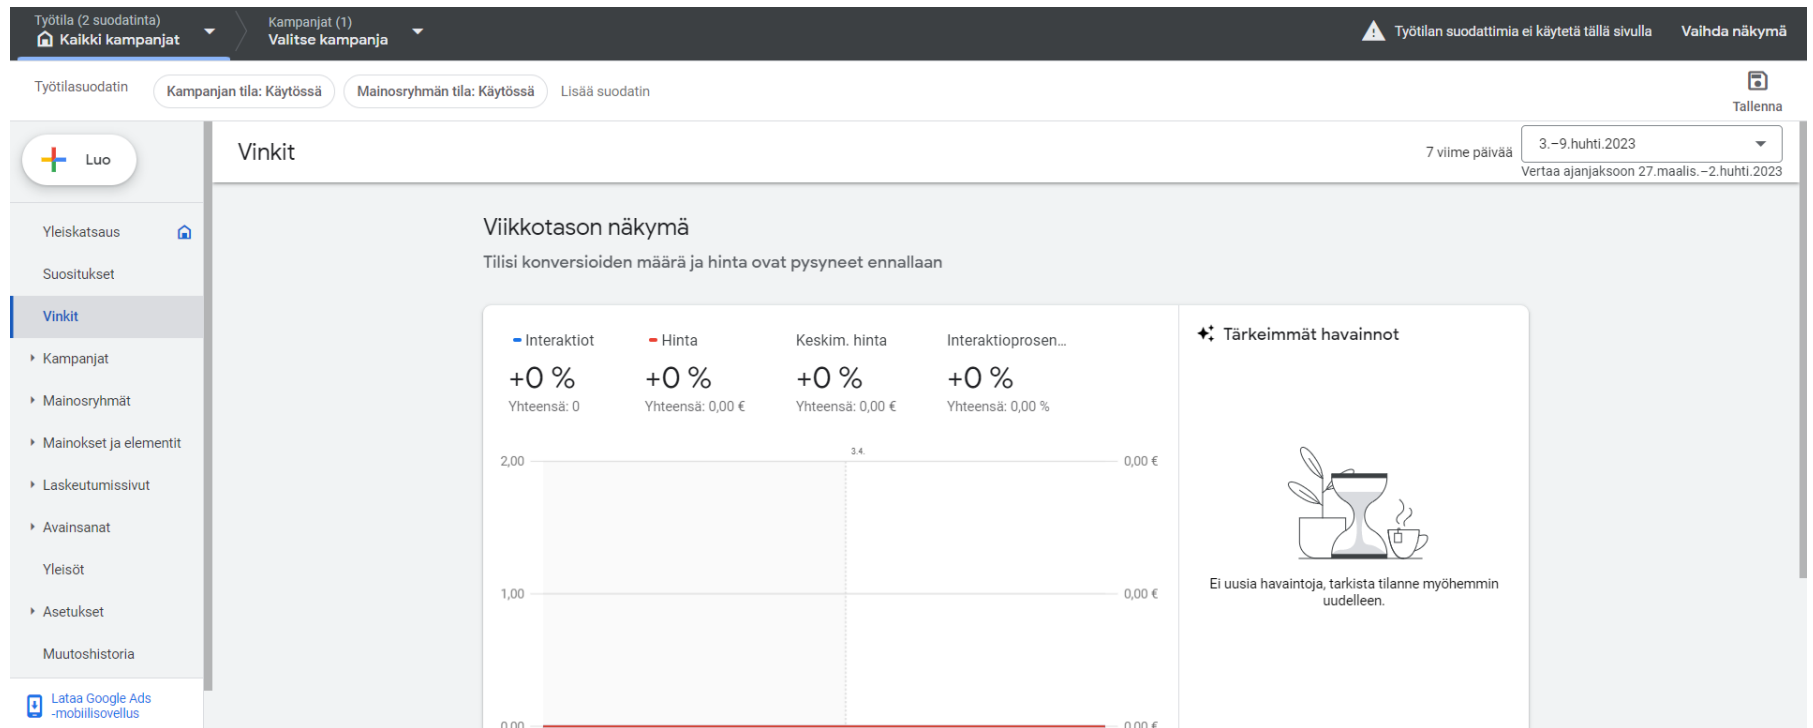 Työtila (2 suodatinta)
Kaikki kampanjat
Kampanjat (1)
Valitse kampanja
Työtilan suodattimia ei käytetä tällä sivulla
Vaihda näkymä
Työtilasuodatin
Kampanjan tila: Käytössä
Mainosryhmän tila: Käytössä
Lisää suodatin
Tallenna
Luo
Vinkit
7 viime päivää
3.–9.huhti.2023
Vertaa ajanjaksoon 27.maalis.–2.huhti.2023
Yleiskatsaus
Suositukset
Vinkit
Kampanjat
Mainosryhmät
Mainokset ja elementit
Laskeutumissivut
Avainsanat
Yleisöt
Asetukset
Muutoshistoria
Lataa Google Ads
-mobiilisovellus
Viikkotason näkymä
Tilisi konversioiden määrä ja hinta ovat pysyneet ennallaan
Interaktiot
+0 %
Yhteensä: 0
Hinta
+0 %
Yhteensä: 0,00 €
Keskim. hinta
+0 %
Yhteensä: 0,00 €
Interaktioprosen...
+0 %
Yhteensä: 0,00 %
3.4.
2,00
0,00 €
1,00
0,00 €
0,00
0,00 €
Tärkeimmät havainnot
Ei uusia havaintoja, tarkista tilanne myöhemmin
uudelleen.